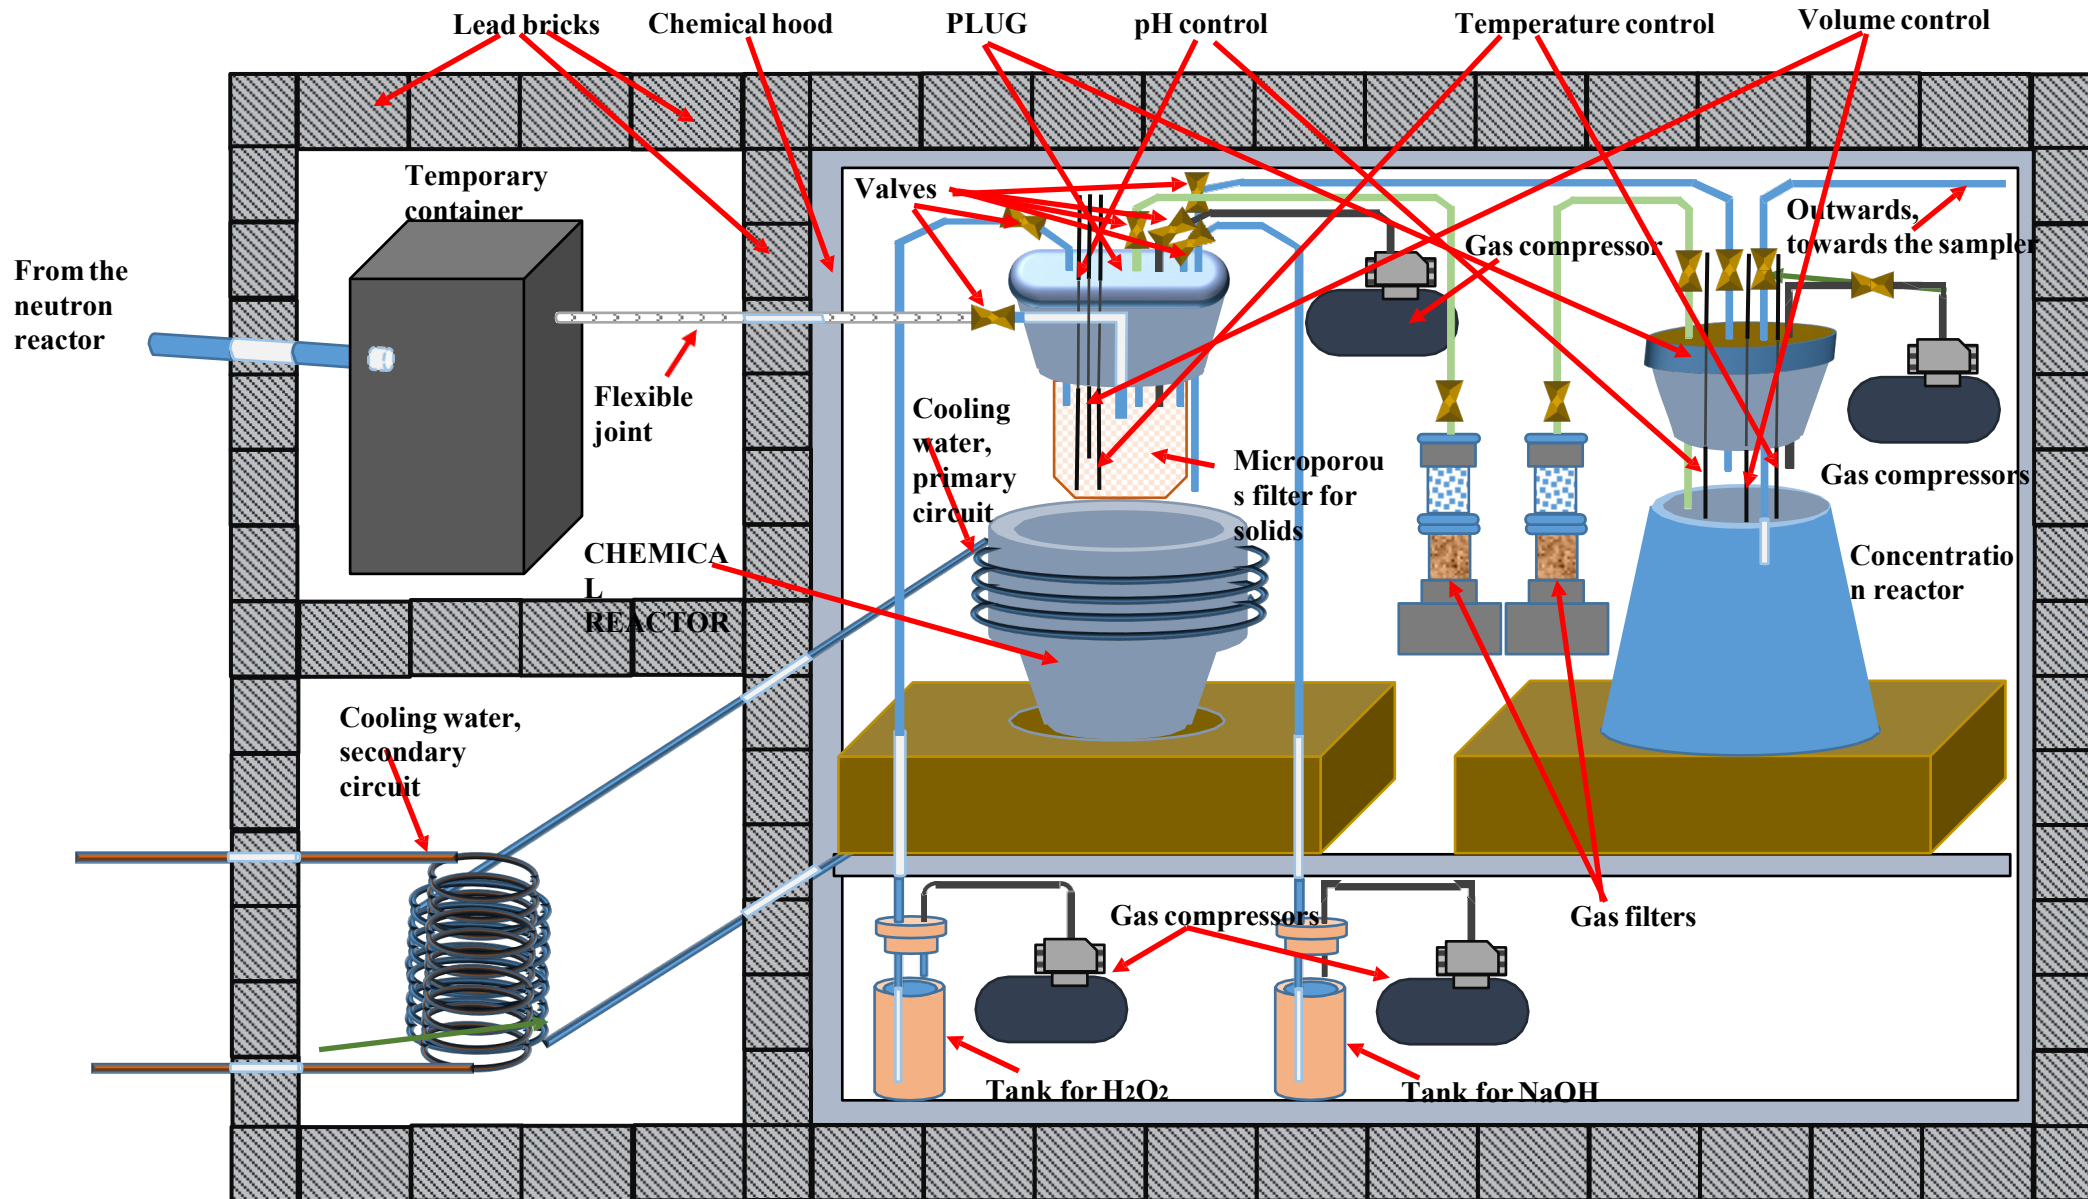 Lead bricks
Chemical hood
PLUG
pH control
Temperature control
Volume control
Temporary
container
Valves
Outwards,
towards the sampler
Gas compressor
From the
neutron
reactor
Flexible
joint
Cooling
water,
primary
circuit
Microporou
s filter for
solids
Gas compressors
CHEMICA
L
REACTOR
Concentratio
n reactor
Cooling water,
secondary
circuit
Gas compressors
Gas filters
Tank for H2O2
Tank for NaOH